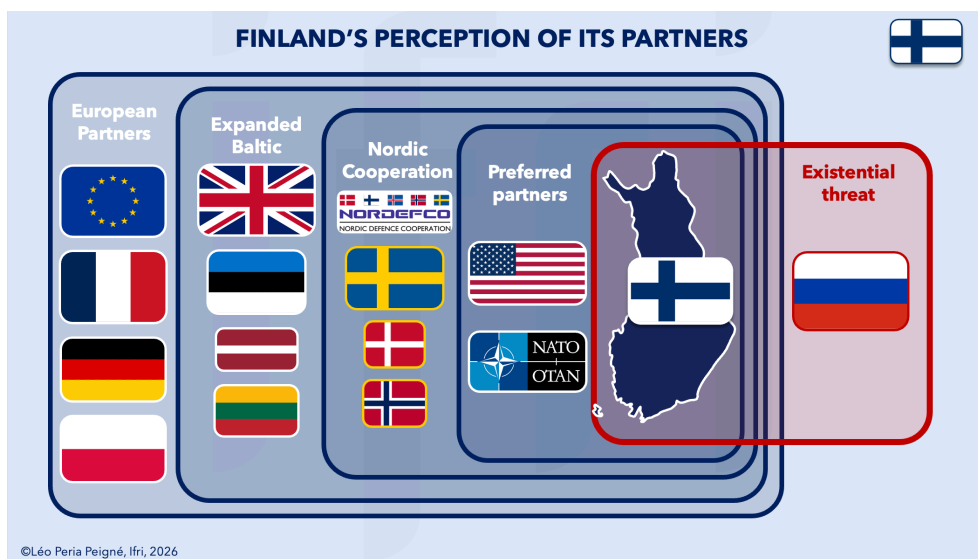 FINLAND'S PERCEPTION OF ITS PARTNERS
European
Partners
Expanded
Baltic
Nordic
Cooperation
NORDEFCO
NORDIC DEFENCE COOPERATION
Preferred
partners
NATO
OTAN
Existential
threat
©Léo Peria Peigné, Ifri, 2026